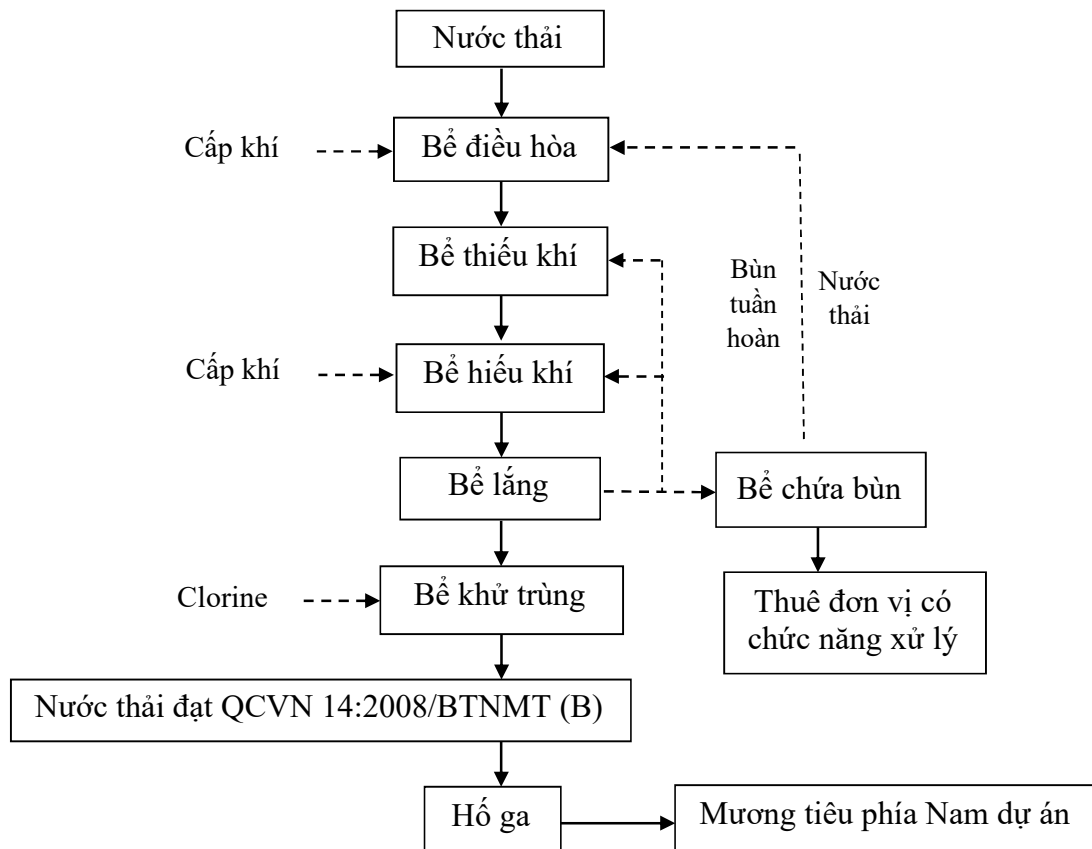 Nước thải
Cấp khí
Bể điều hòa
Bể thiếu khí
Bùn
tuần
hoàn
Nước
thải
Cấp khí
Bể hiếu khí
Bể lắng
Bể chứa bùn
Clorine
Bể khử trùng
Thuê đơn vị có
chức năng xử lý
Nước thải đạt QCVN 14:2008/BTNMT (B)
Hố ga
Mương tiêu phía Nam dự án